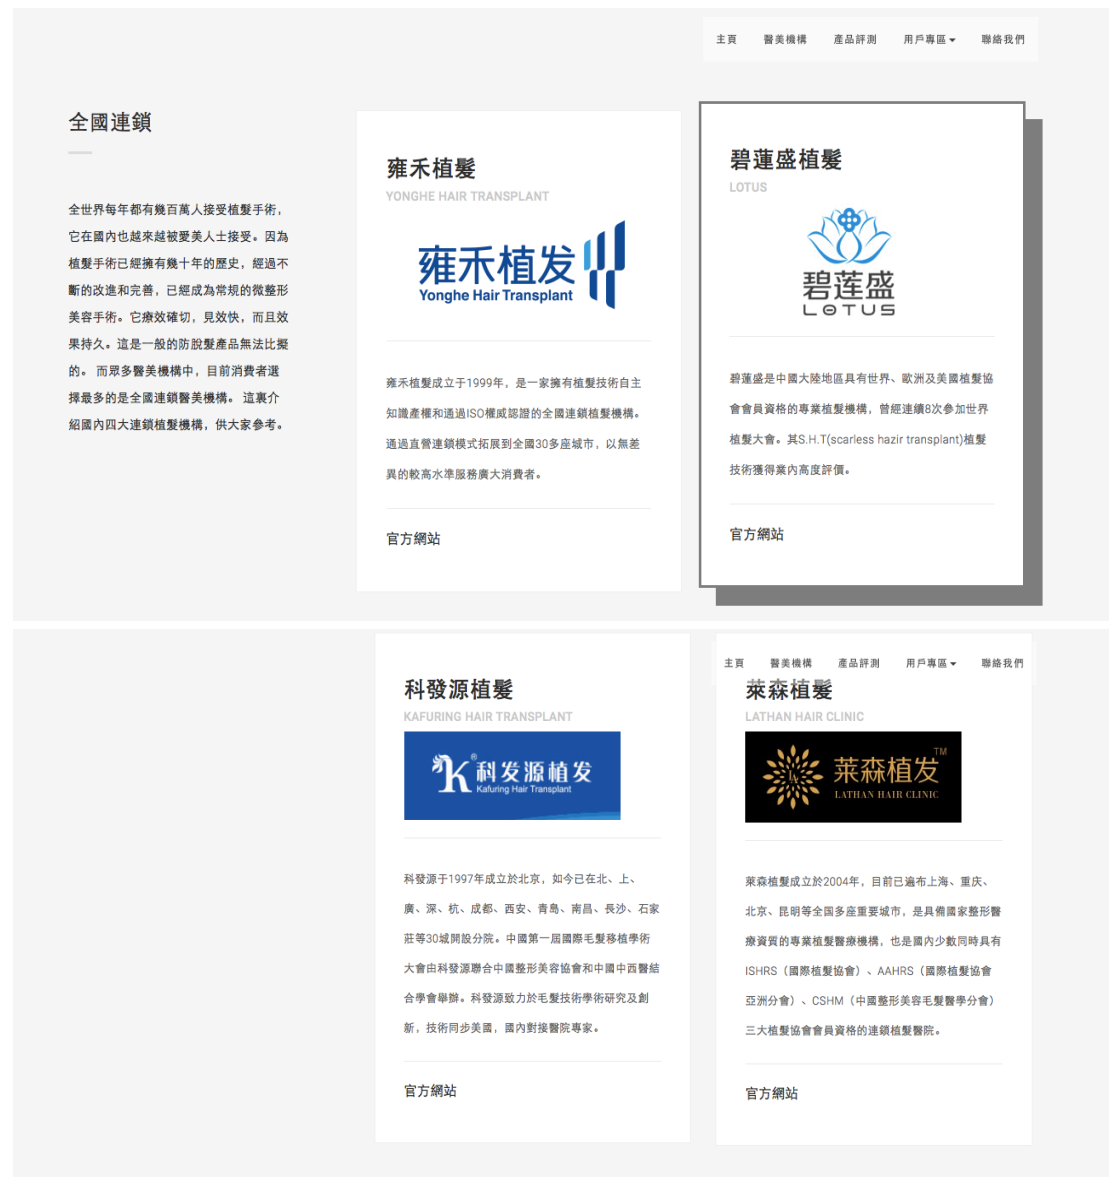 主頁 醫美機構 產品評測 用戶專區 聯絡我們
全國連鎖
全世界每年都有幾百萬人接受植髮手術，
它在國內也越來越被愛美人士接受。因為
植髮手術已經擁有幾十年的歷史，經過不
斷的改進和完善，已經成為常規的微整形
美容手術。它療效確切，見效快，而且效
果持久。這是一般的防脫髮產品無法比擬
的。 而眾多醫美機構中，目前消費者選
擇最多的是全國連鎖醫美機構。 這裏介
紹國內四大連鎖植髮機構，供大家參考。
雍禾植髮
YONGHE HAIR TRANSPLANT
雍禾植发
Yonghe Hair Transplant
雍禾植髮成立于1999年，是一家擁有植髮技術自主
知識產權和通過ISO權威認證的全國連鎖植髮機構。
通過直營連鎖模式拓展到全國30多座城市，以無差
異的較高水準服務廣大消費者。
官方網站
碧蓮盛植髮
LOTUS
碧莲盛
LOTUS
碧蓮盛是中國大陸地區具有世界、歐洲及美國植髮協
會會員資格的專業植髮機構，曾經連續8次參加世界
植髮大會。其S.H.T(scarless hazir transplant)植髮
技術獲得業內高度評價。
官方網站
主頁 醫美機構 產品評測 用戶專區 聯絡我們
科發源植髮
KAFURING HAIR TRANSPLANT
K®科发源植发
Kafuring Hair Transplant
科發源于1997年成立於北京，如今已在北、上、
廣、深、杭、成都、西安、青島、南昌、長沙、石家
莊等30城開設分院。中國第一屆國際毛髮移植學術
大會由科發源聯合中國整形美容協會和中國中西醫結
合學會舉辦。科發源致力於毛髮技術學術研究及創
新，技術同步美國，國內對接醫院專家。
官方網站
萊森植髮
LATHAN HAIR CLINIC
LA 莱森植发 TM
LATHAN HAIR CLINIC
萊森植髮成立於2004年，目前已遍布上海、重庆、
北京、昆明等全国多座重要城市，是具備國家整形醫
療資質的專業植髮醫療機構，也是國內少數同時具有
ISHRS（國際植髮協會）、AAHRS（國際植髮協會
亞洲分會）、CSHM（中國整形美容毛髮醫學分會）
三大植髮協會會員資格的連鎖植髮醫院。
官方網站